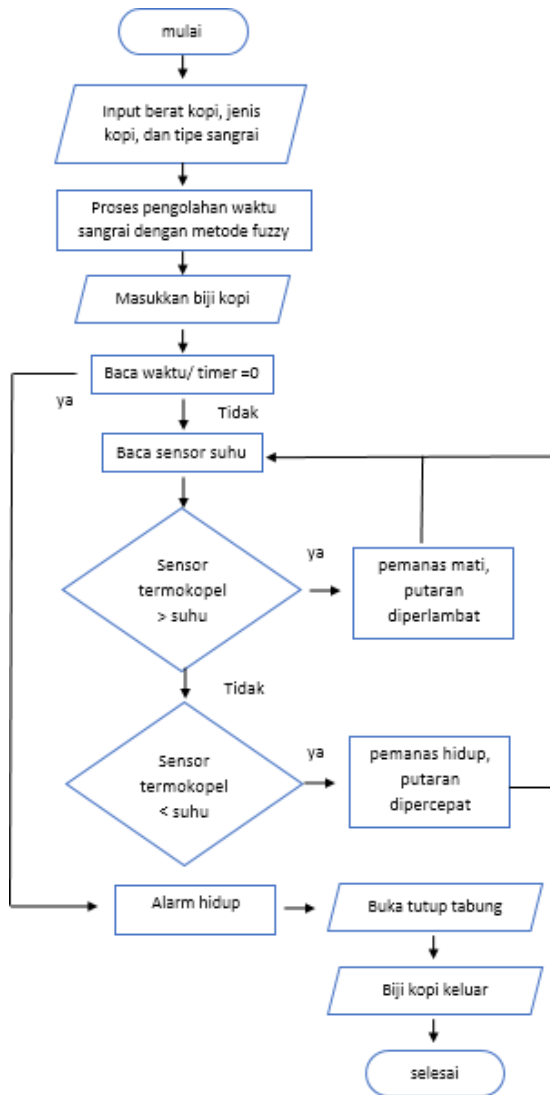 mulai
Input berat kopi, jenis
kopi, dan tipe sangrai
Proses pengolahan waktu
sangrai dengan metode fuzzy
Masukkan biji kopi
Baca waktu/ timer =0
ya
Tidak
Baca sensor suhu
Sensor
termokopel
> suhu
ya
pemanas mati,
putaran
diperlambat
Tidak
Sensor
termokopel
< suhu
ya
pemanas hidup,
putaran
dipercepat
Alarm hidup
Buka tutup tabung
Biji kopi keluar
selesai